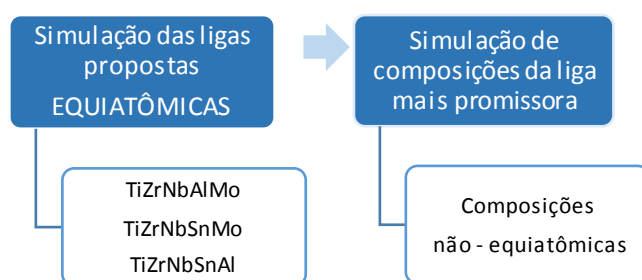 Simulação das ligas
propostas
EQUIATÔMICAS
Simulação de
composições da liga
mais promissora
TiZrNbAlMo
TiZrNbSnMo
TiZrNbSnAl
Composições
não - equiatômicas